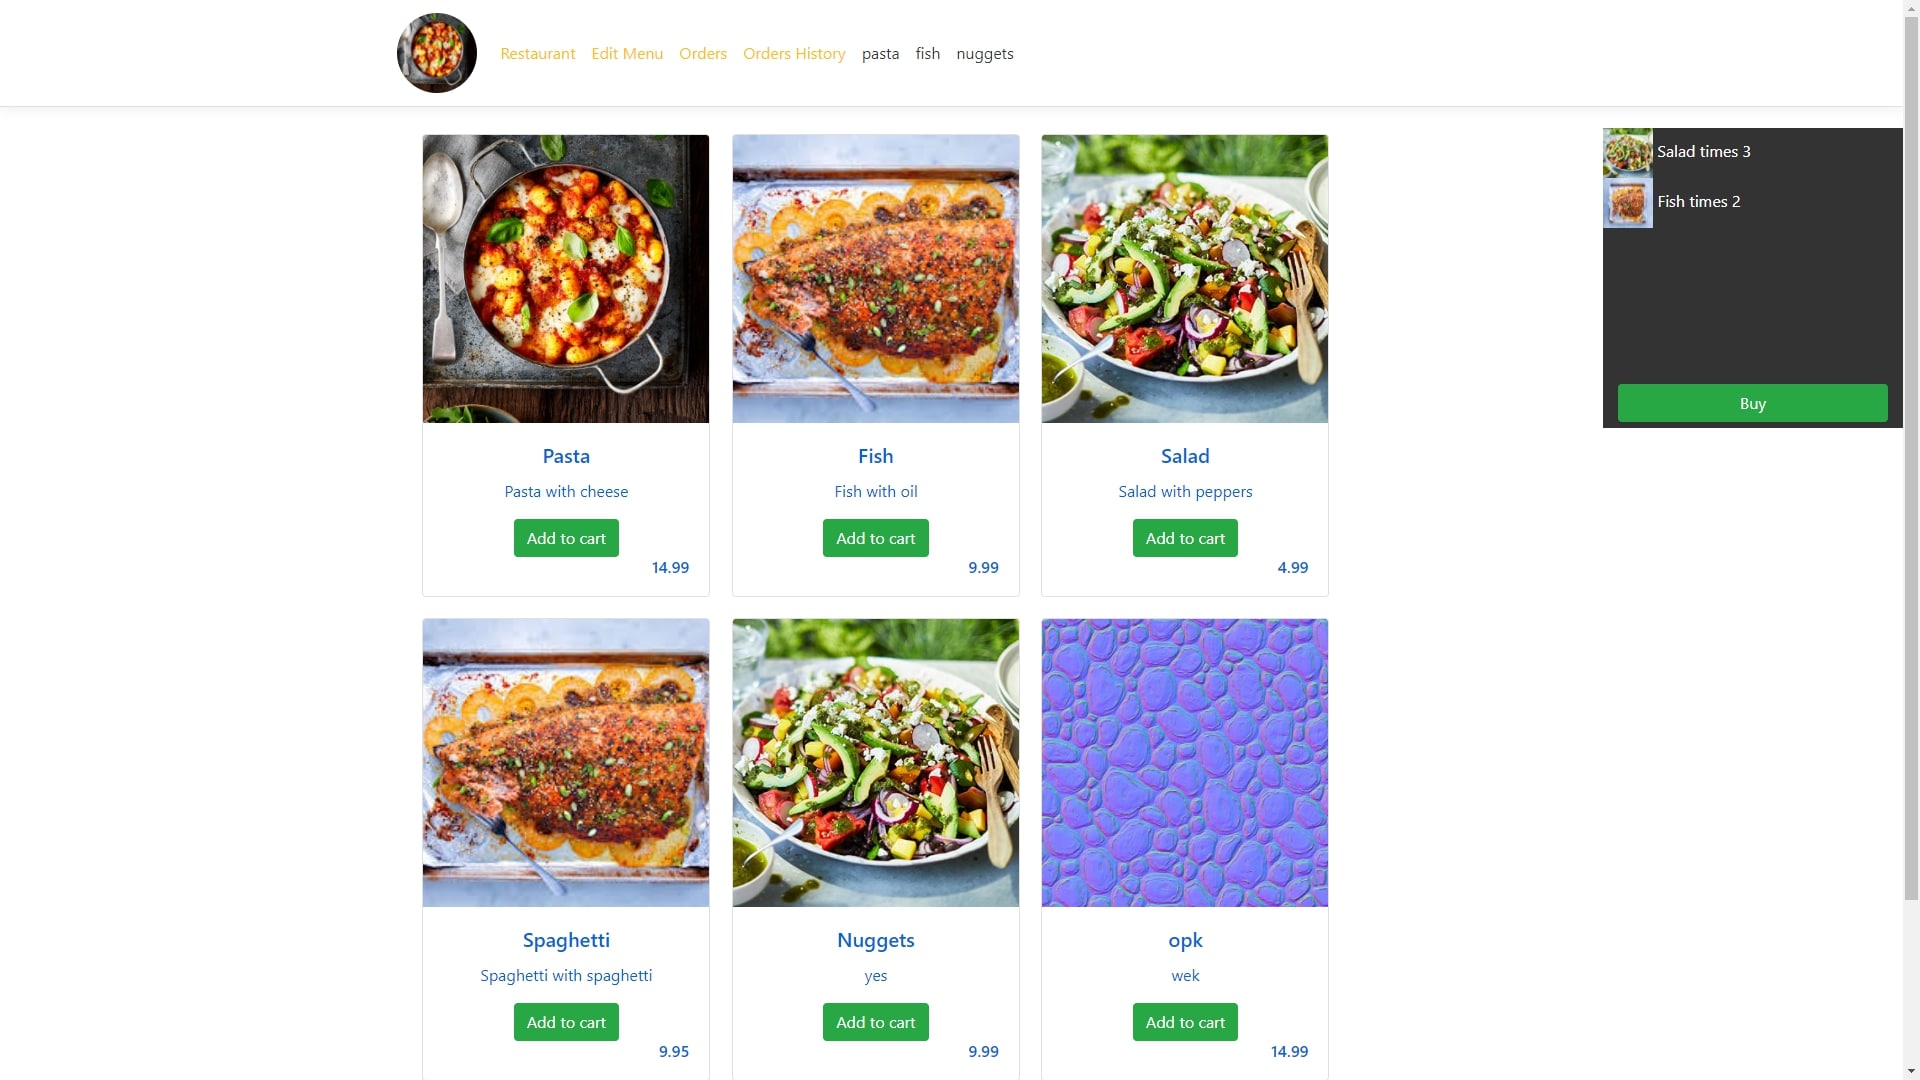 Restaurant Edit Menu Orders Orders History pasta fish nuggets
Salad times 3
Fish times 2
Buy
Pasta
Pasta with cheese
Add to cart
14.99
Fish
Fish with oil
Add to cart
9.99
Salad
Salad with peppers
Add to cart
4.99
Spaghetti
Spaghetti with spaghetti
Add to cart
9.95
Nuggets
yes
Add to cart
9.99
opk
wek
Add to cart
14.99